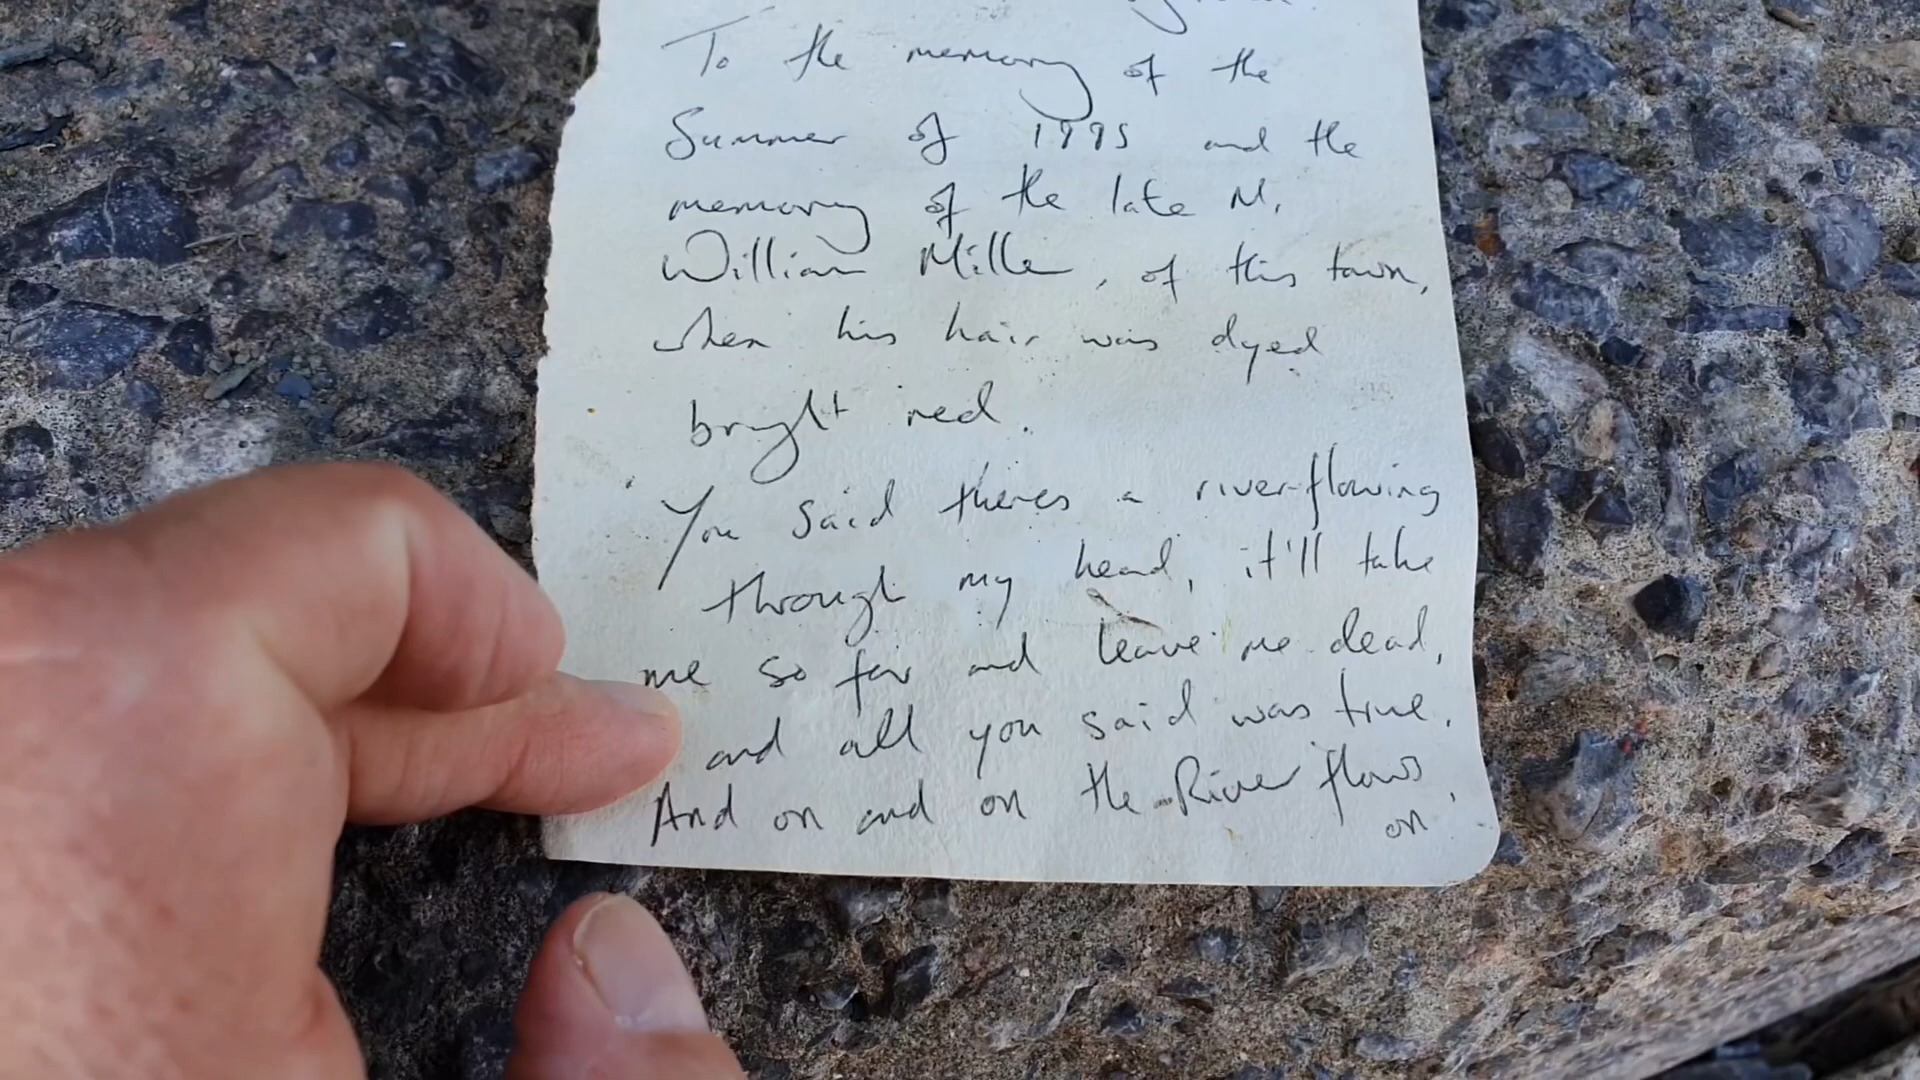 To the memory of the
Summer of 1995 and the
memory of the late M.
William Miller, of this town,
when his hair was dyed
bright red.
You said theres a river flowing
through my head, it'll take
me so far and leave me dead,
and all you said was true.
And on and on the River flows
on.